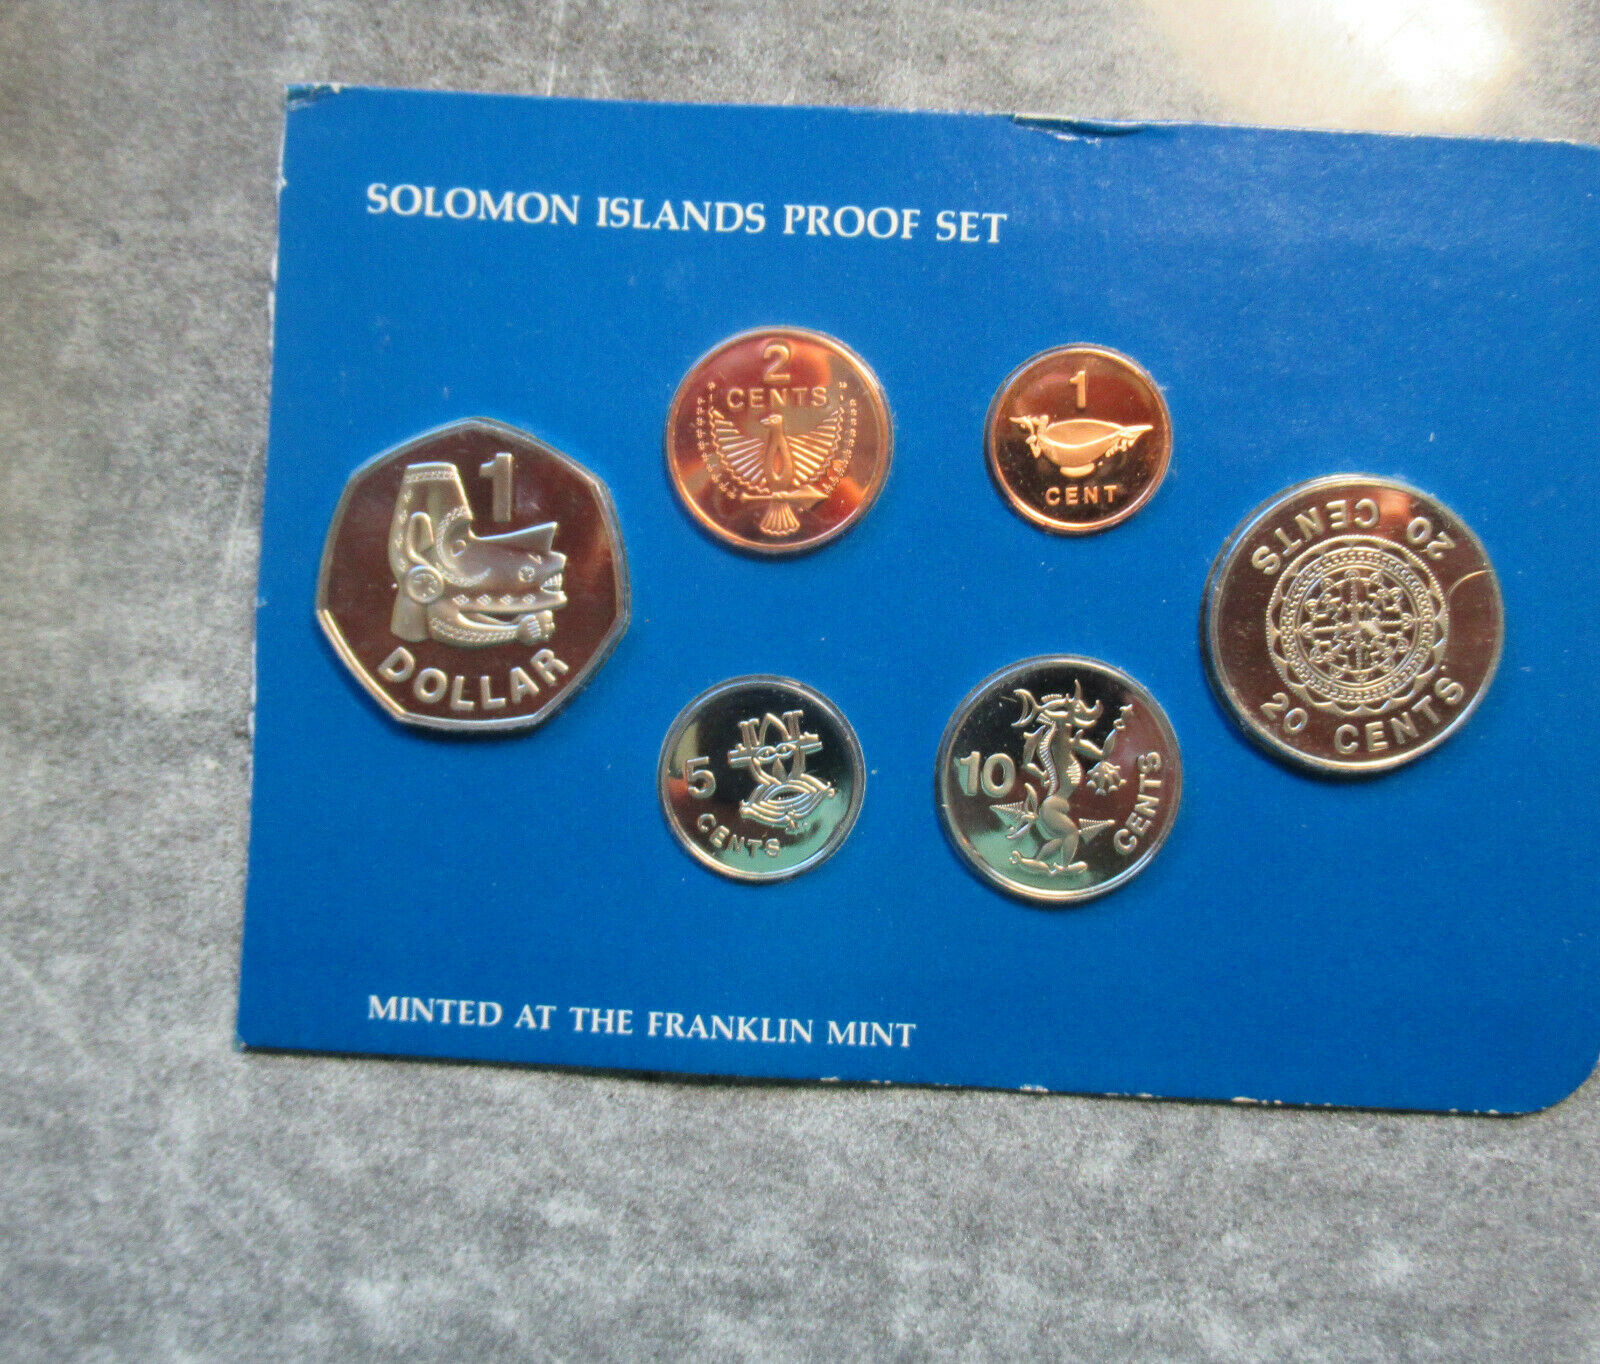 SOLOMON ISLANDS PROOF SET
1
DOLLAR
2
CENTS
1
CENT
5
CENTS
10
CENTS
20 CENTS
20 CENTS
MINTED AT THE FRANKLIN MINT